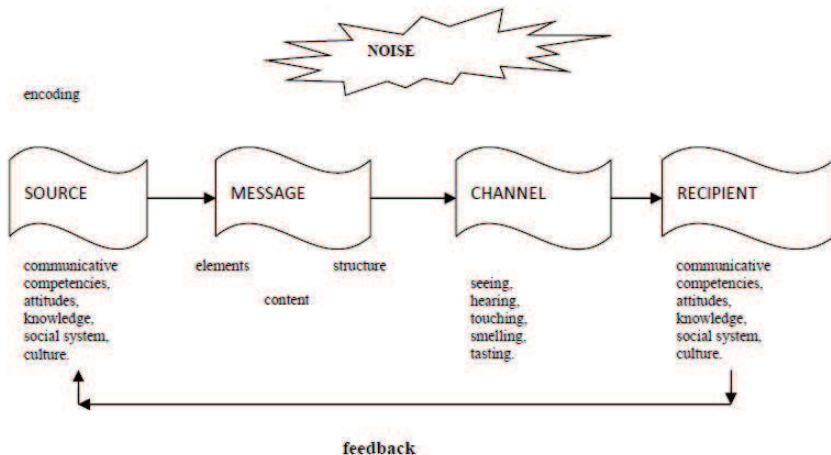 NOISE
encoding
SOURCE
MESSAGE
CHANNEL
RECIPIENT
communicative
competencies,
attitudes,
knowledge,
social system,
culture.
elements structure
content
seeing,
hearing,
touching,
smelling,
tasting.
communicative
competencies,
attitudes,
knowledge,
social system,
culture.
feedback